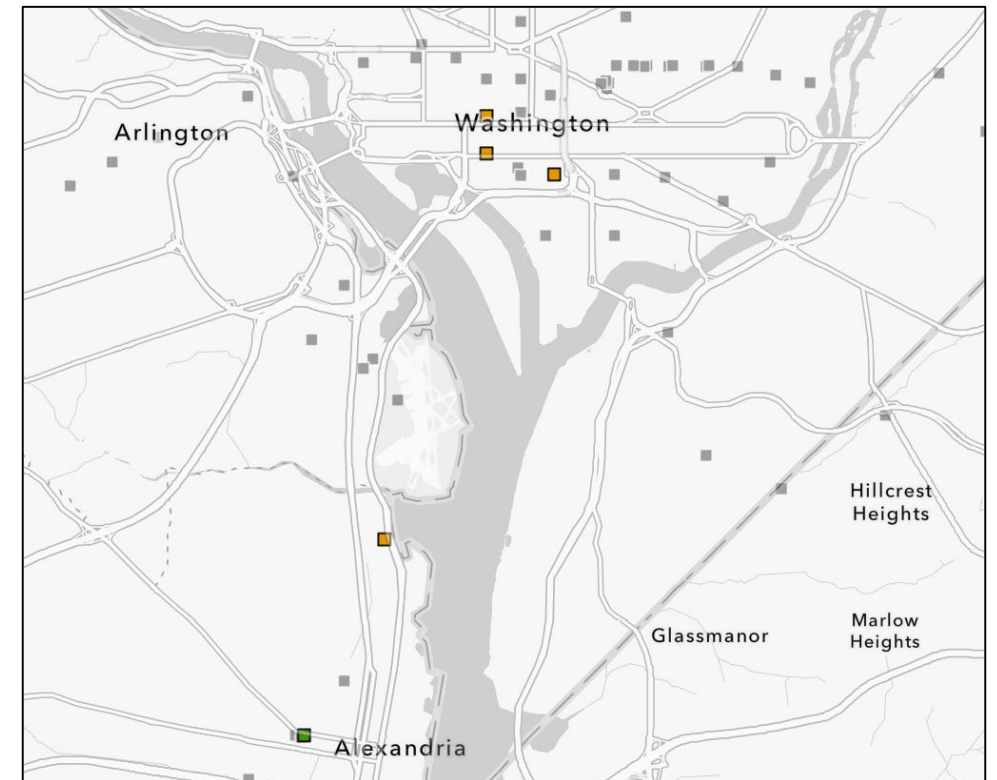 Washington
Arlington
Hillcrest
Heights
Glassmanor
Marlow
Heights
Alexandria